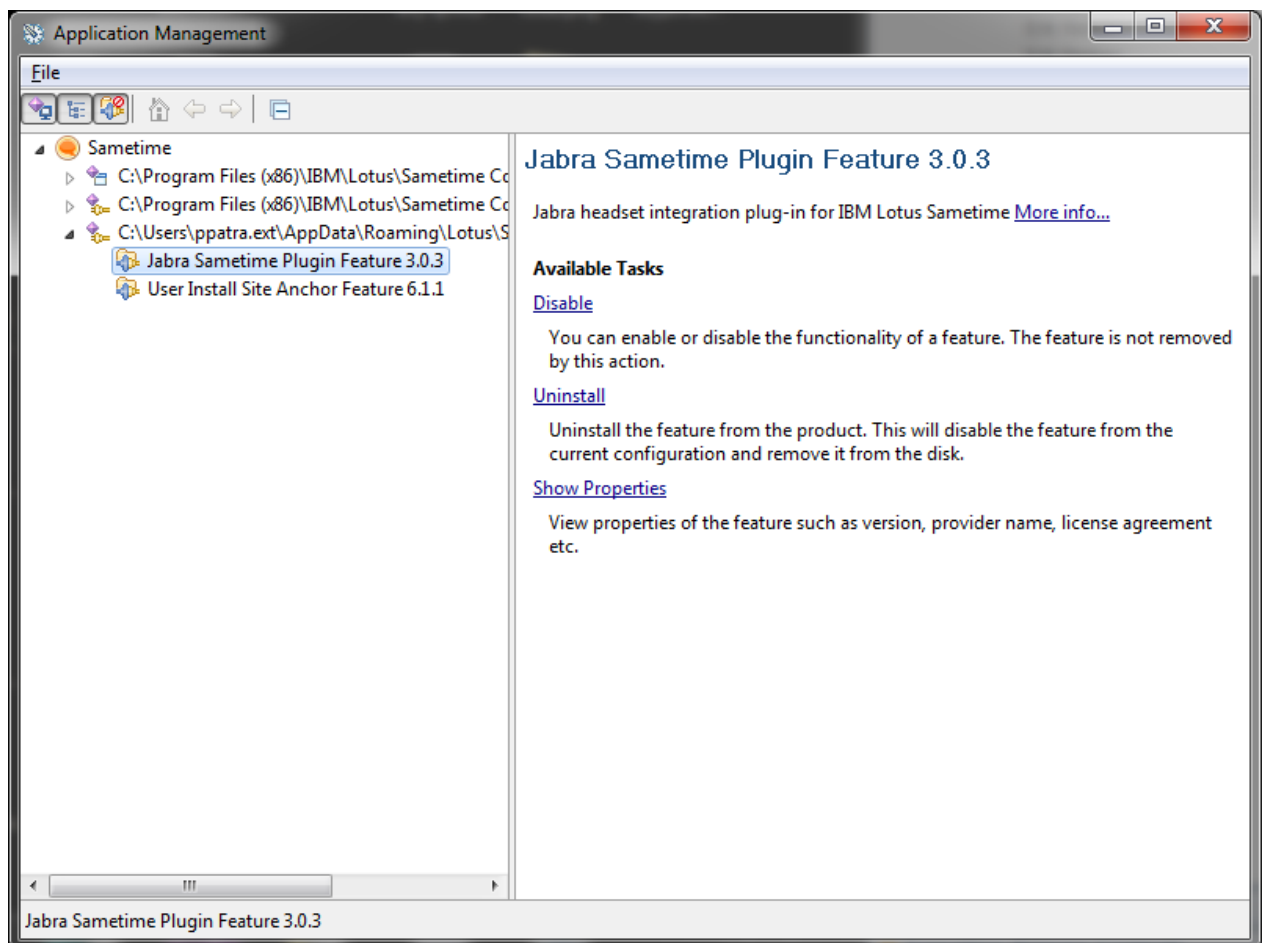 Application Management
File
Sametime
C:\Program Files (x86)\IBM\Lotus\Sametime Co
C:\Program Files (x86)\IBM\Lotus\Sametime Co
C:\Users\ppatra.ext\AppData\Roaming\Lotus\S
Jabra Sametime Plugin Feature 3.0.3
User Install Site Anchor Feature 6.1.1
Jabra Sametime Plugin Feature 3.0.3
Jabra headset integration plug-in for IBM Lotus Sametime More info...
Available Tasks
Disable
You can enable or disable the functionality of a feature. The feature is not removed
by this action.
Uninstall
Uninstall the feature from the product. This will disable the feature from the
current configuration and remove it from the disk.
Show Properties
View properties of the feature such as version, provider name, license agreement
etc.
Jabra Sametime Plugin Feature 3.0.3